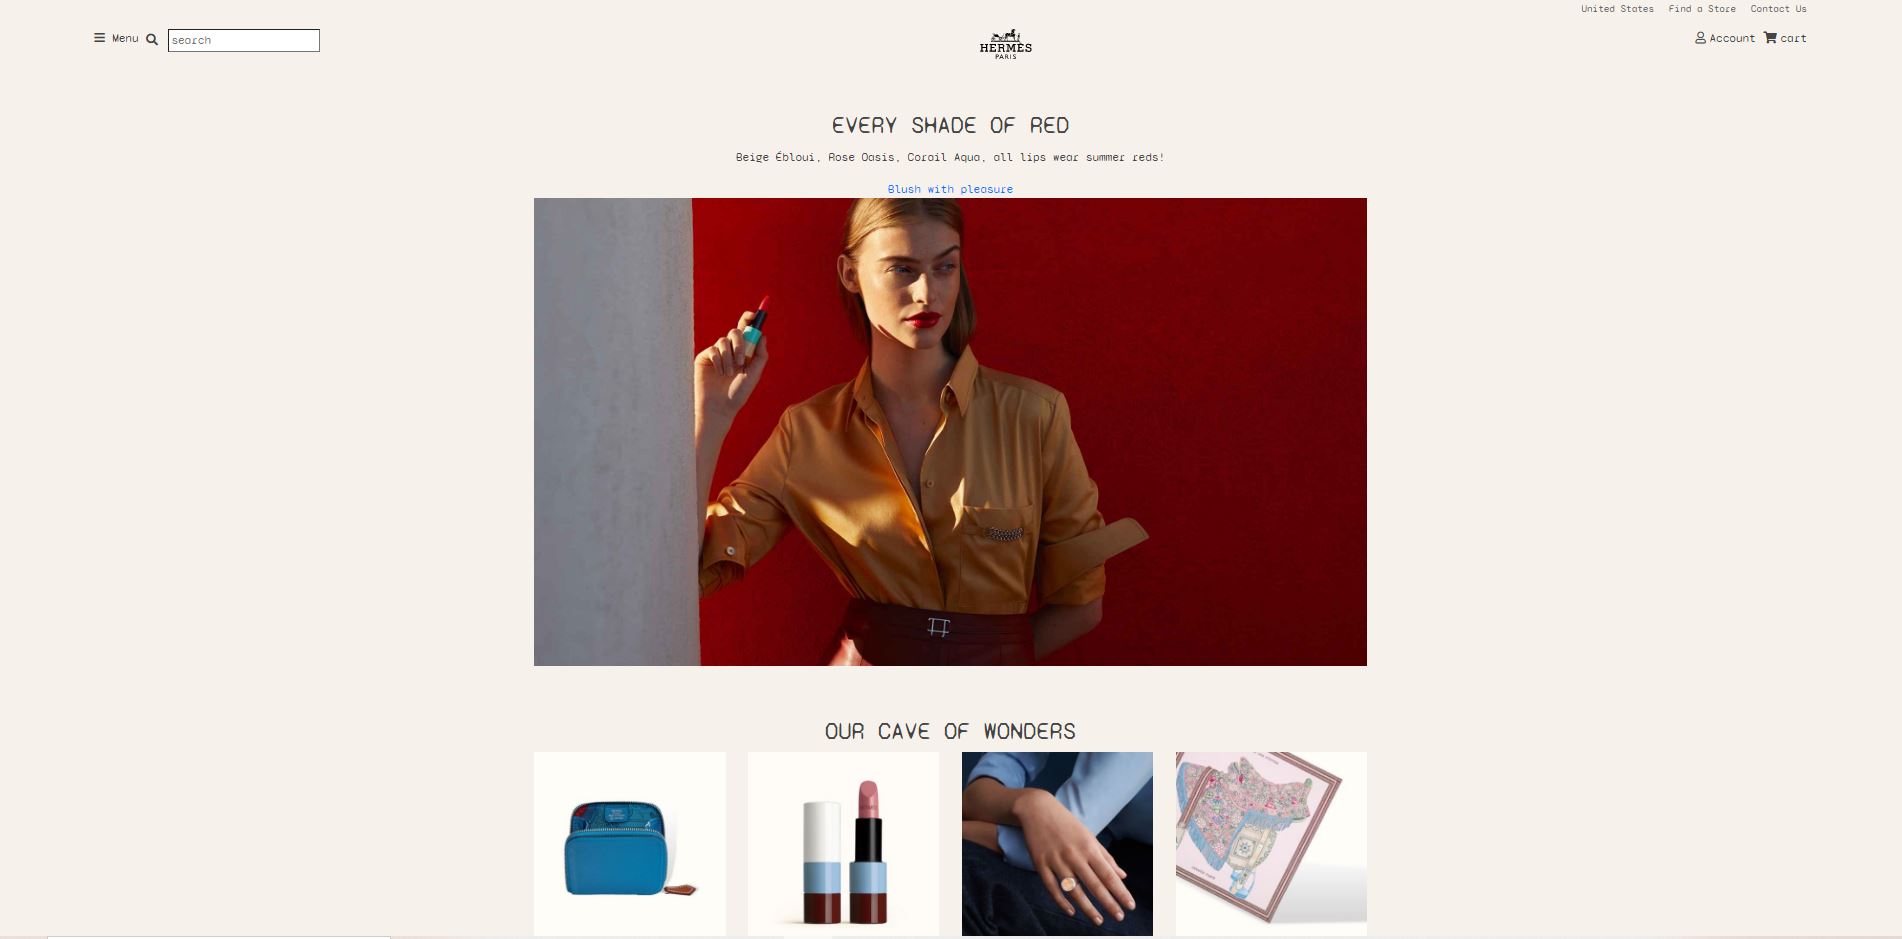 United States Find a Store Contact Us
Menu search
HERMÈS
PARIS
Account cart
EVERY SHADE OF RED
Beige Ébloui, Rose Oasis, Corail Aqua, all lips wear summer reds!
Blush with pleasure
OUR CAVE OF WONDERS